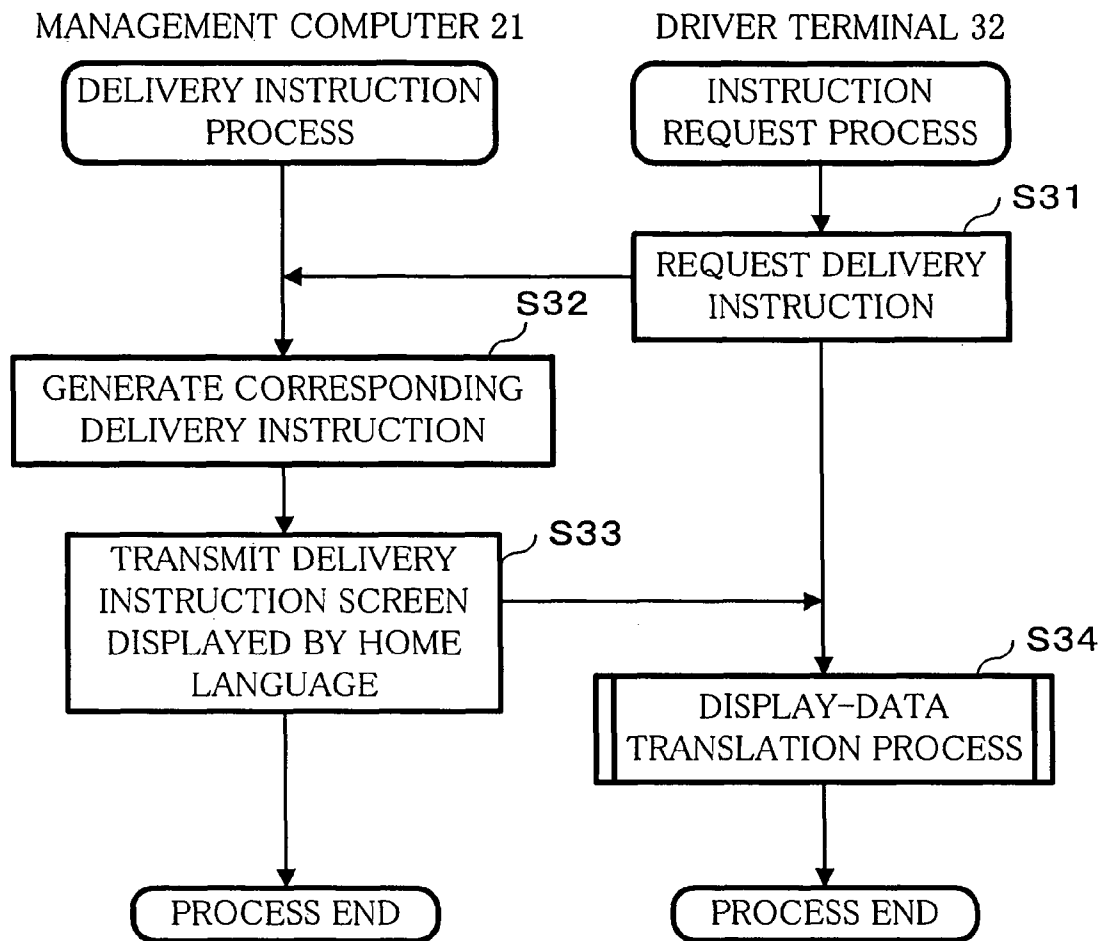 MANAGEMENT COMPUTER 21
DRIVER TERMINAL 32
DELIVERY INSTRUCTION
PROCESS
INSTRUCTION
REQUEST PROCESS
S31
REQUEST DELIVERY
INSTRUCTION
S32
GENERATE CORRESPONDING
DELIVERY INSTRUCTION
S33
TRANSMIT DELIVERY
INSTRUCTION SCREEN
DISPLAYED BY HOME
LANGUAGE
S34
DISPLAY-DATA
TRANSLATION PROCESS
PROCESS END
PROCESS END